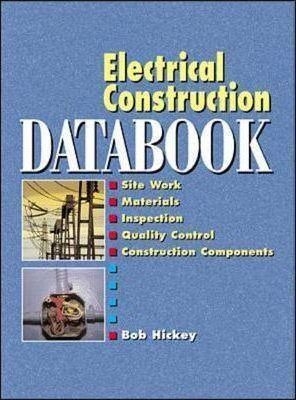 Electrical
Construction
DATABOOK
Site Work
Materials
Inspection
Quality Control
Construction Components
Bob Hickey